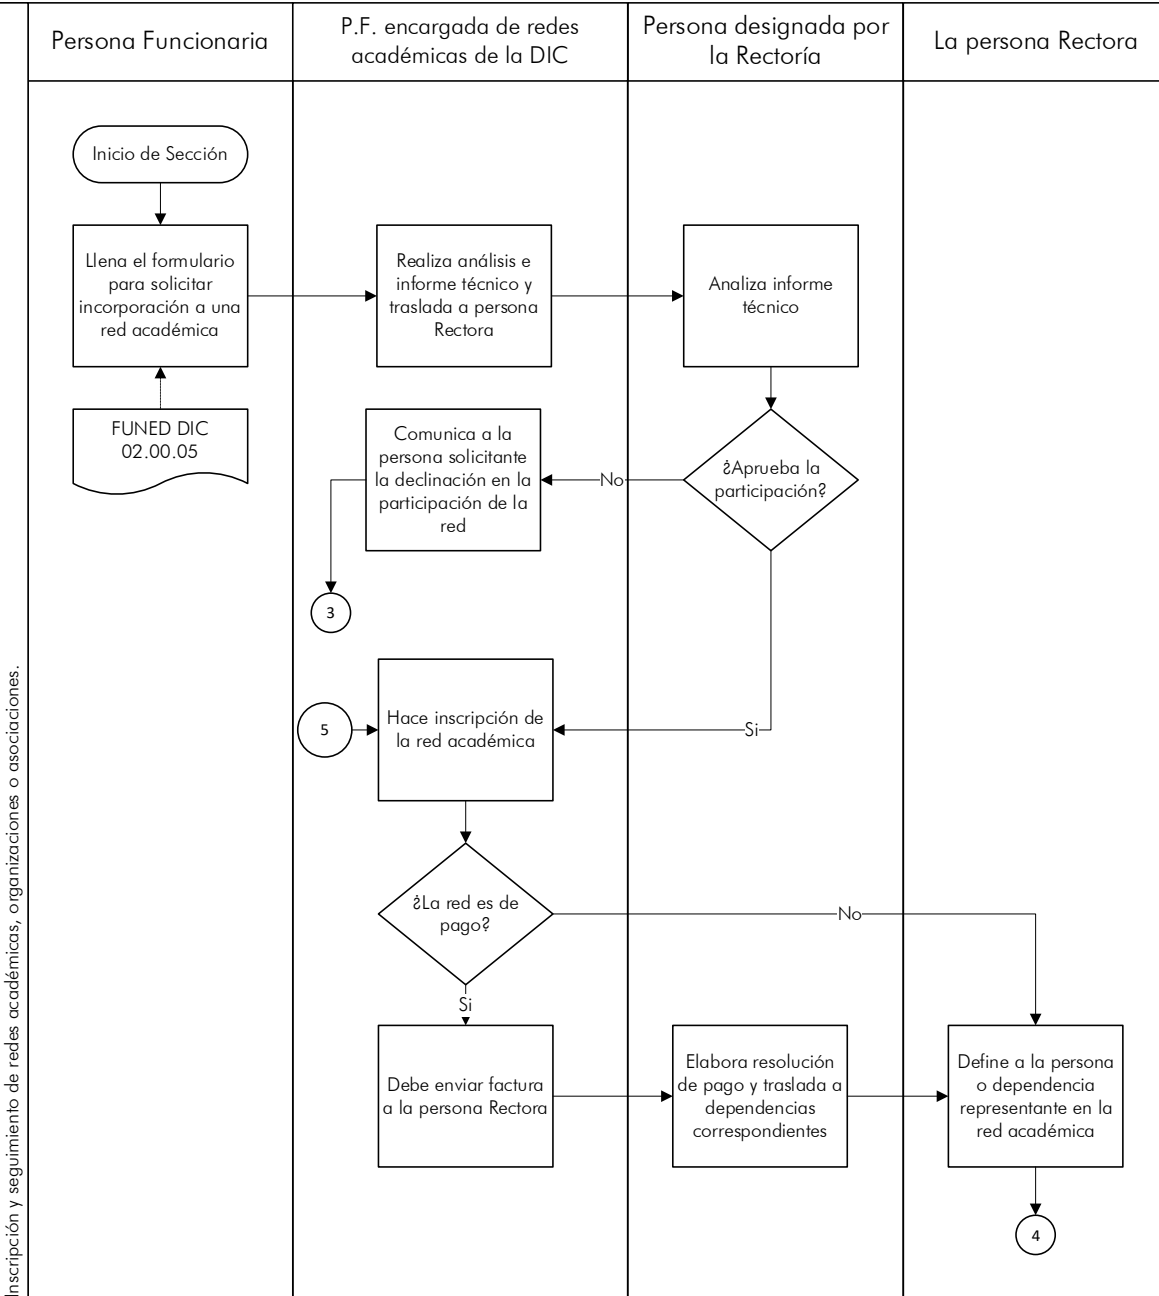 Persona Funcionaria
P.F. encargada de redes
académicas de la DIC
Persona designada por
la Rectoría
La persona Rectora
Inscripción y seguimiento de redes académicas, organizaciones o asociaciones.
Inicio de Sección
Llena el formulario
para solicitar
incorporación a una
red académica
Realiza análisis e
informe técnico y
traslada a persona
Rectora
Analiza informe
técnico
FUNED DIC
02.00.05
Comunica a la
persona solicitante
la declinación en la
participación de la
red
No
¿Aprueba la
participación?
3
5
Hace inscripción de
la red académica
Si
¿La red es de
pago?
No
Si
Debe enviar factura
a la persona Rectora
Elabora resolución
de pago y traslada a
dependencias
correspondientes
Define a la persona
o dependencia
representante en la
red académica
4